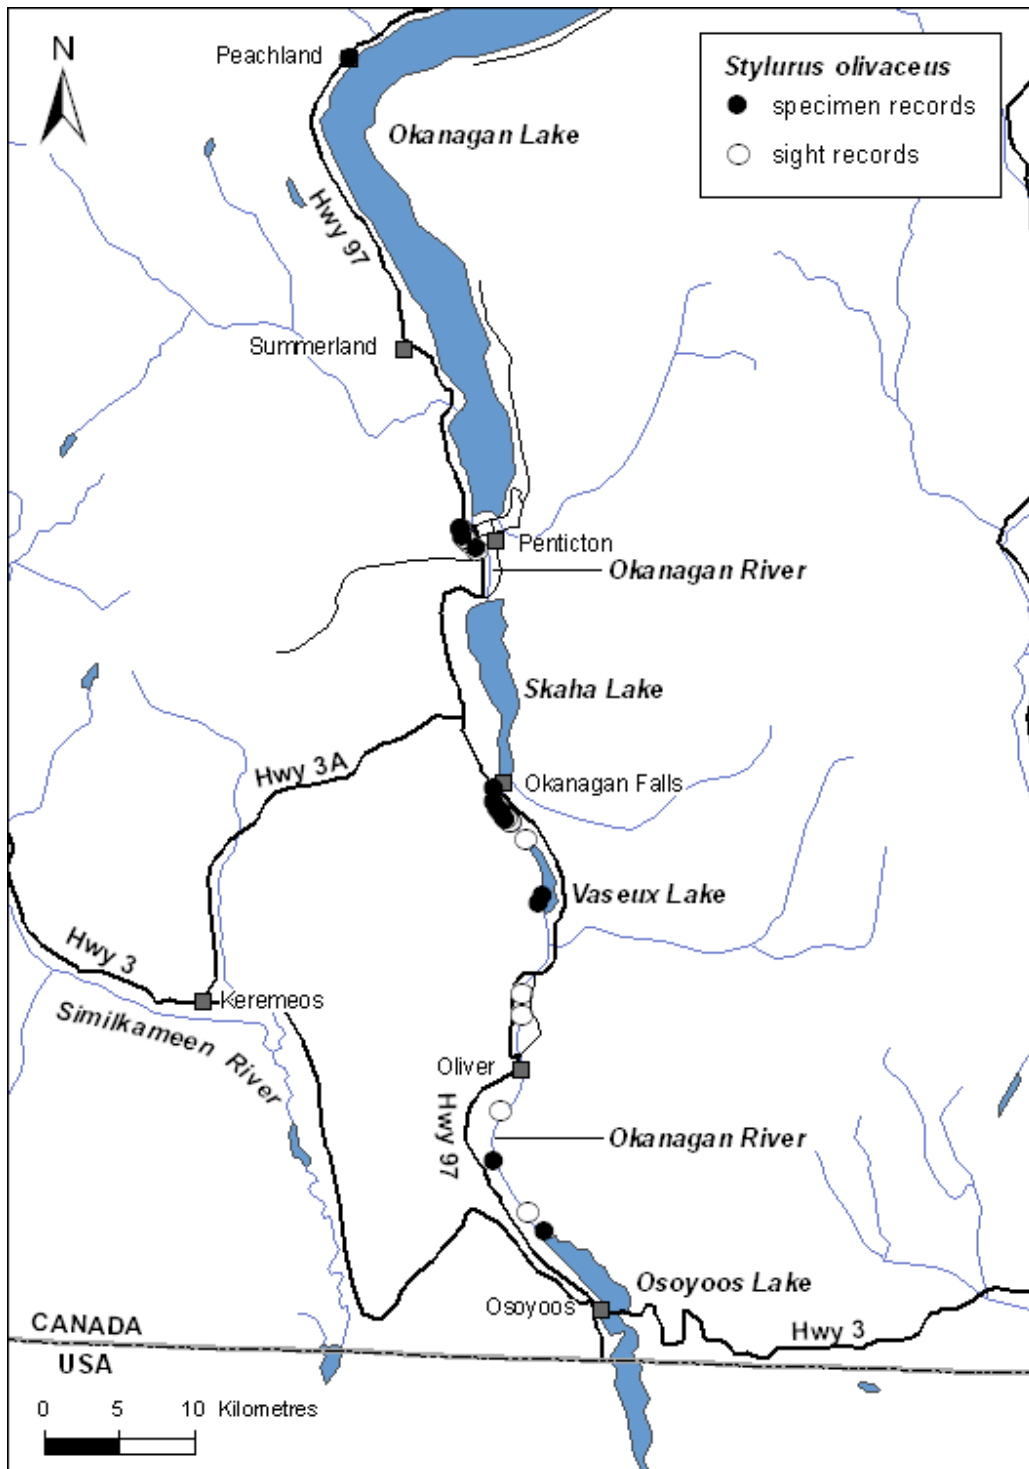 N
Peachland
Stylurus olivaceus
specimen records
sight records
Okanagan Lake
Hwy 97
Summerland
Penticton
Okanagan River
Skaha Lake
Hwy 3A
Okanagan Falls
Vaseux Lake
Hwy 3
Keremeos
Similkameen River
Oliver
Hwy 97
Okanagan River
Osoyoos Lake
Osoyoos
Hwy 3
CANADA
USA
0 5 10 Kilometres